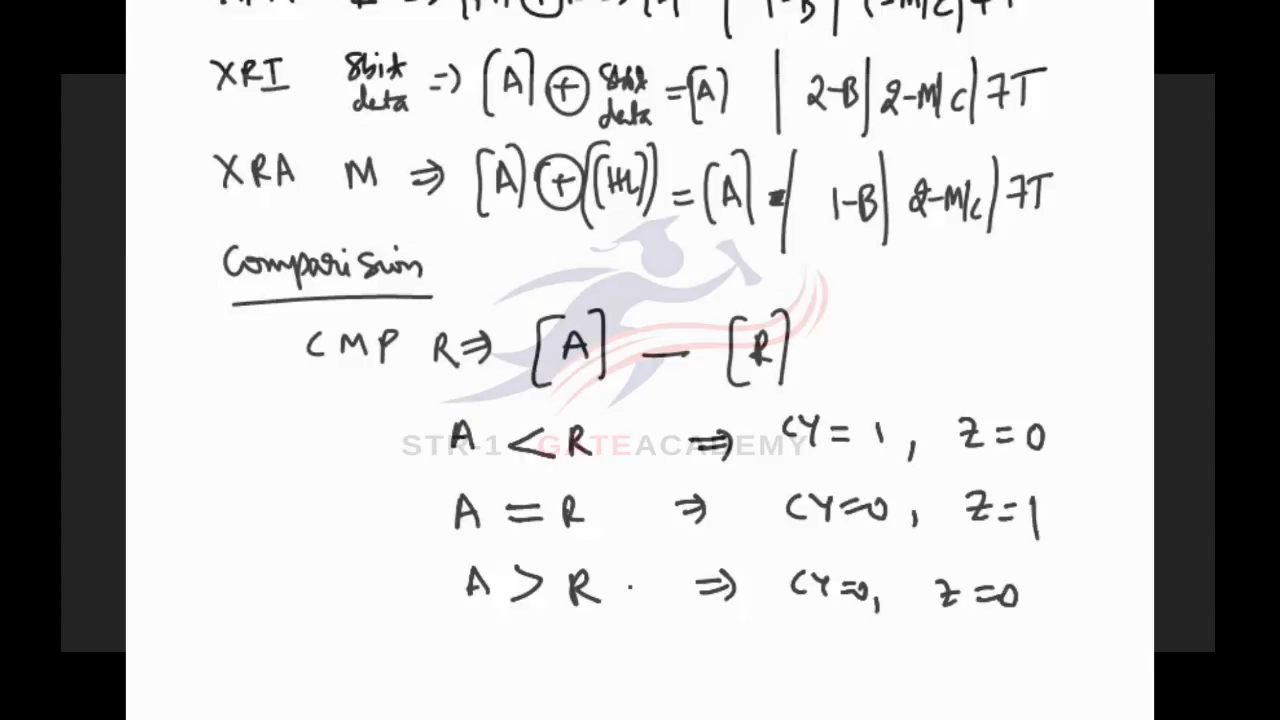 XRI 8bit data => [A] ⊕ 8bit data = [A] | 2-B | 2-M/c | 7T
XRA M ⇒ [A] ⊕ [[HL]] = [A] | 1-B | 2-M/c | 7T
Comparision
CMP R ⇒ [A] — [R]
A < R ⇒ CY = 1, Z = 0
STR-1 GATEACADEMY
A = R ⇒ CY=0, Z=1
A > R ⇒ CY=0, Z=0